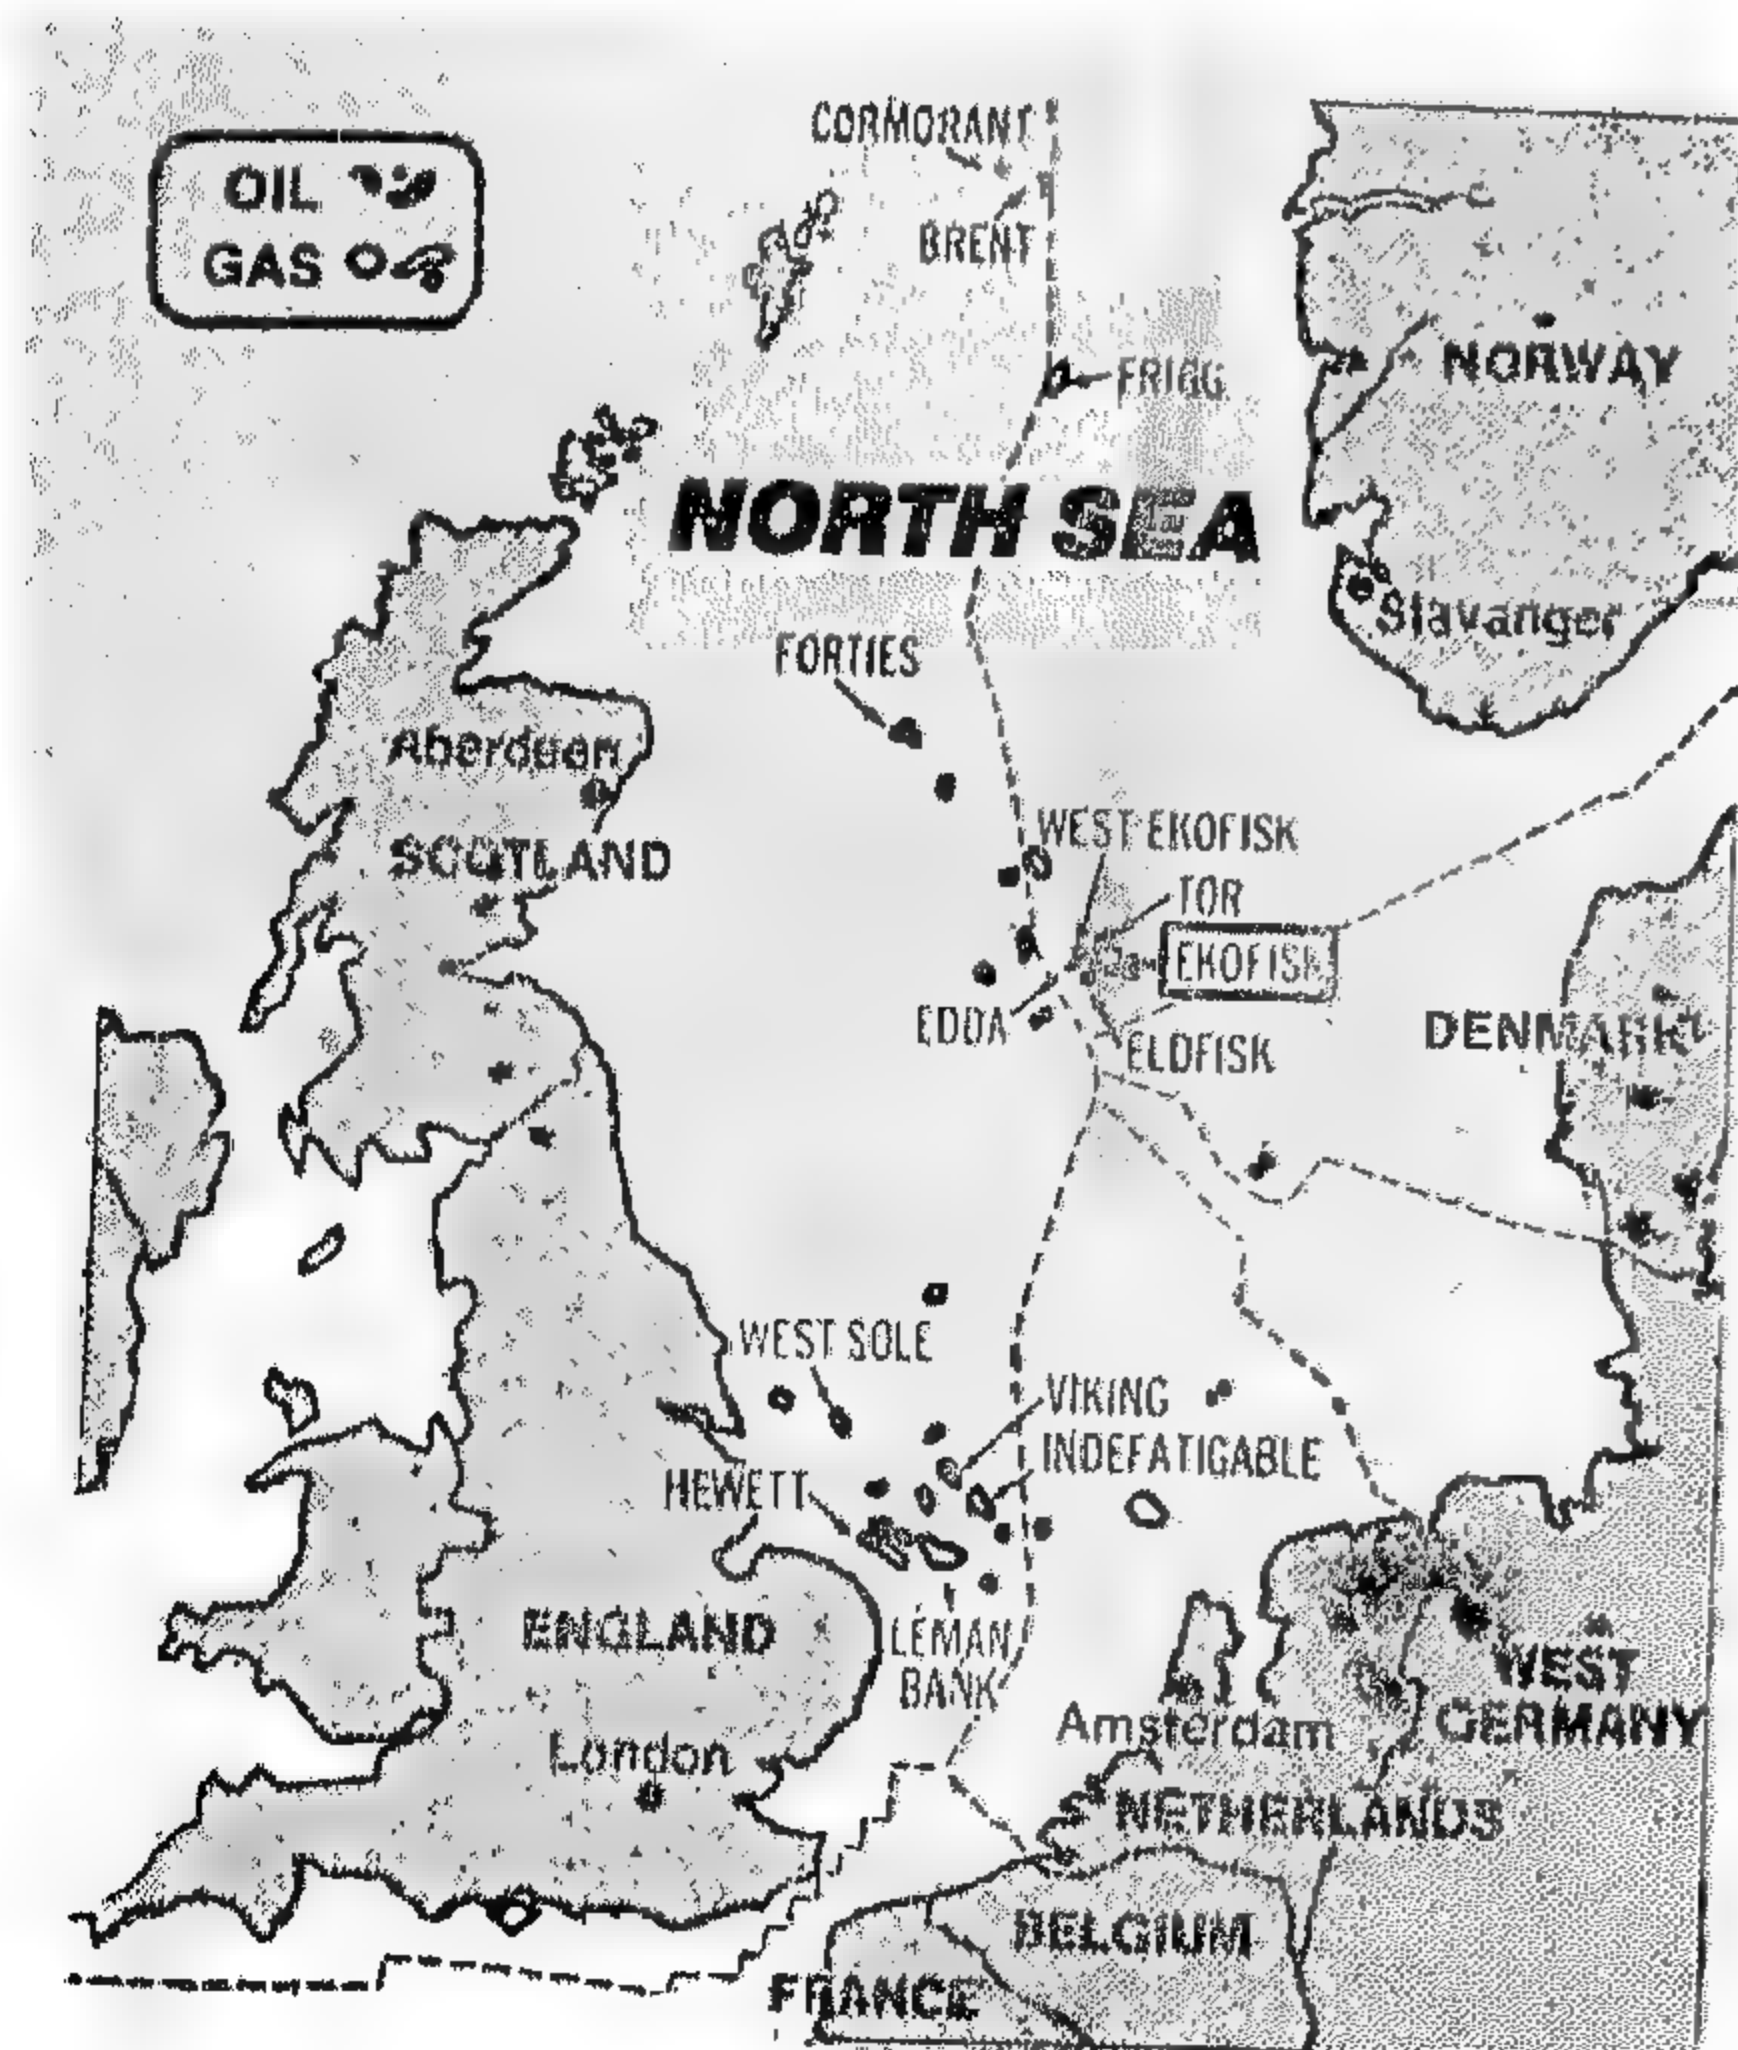 CORMORANT
OIL
GAS
BRENT
NORWAY
FRIGG
NORTH SEA
Stavanger
FORTIES
Aberdeen
WEST EKOFISK
SCOTLAND
TOR
EKOFISK
EDDA
DENMARK
ELDFISK
WEST SOLE
VIKING
INDEFATIGABLE
HEWETT
ENGLAND
LEMAN
BANK
WEST
GERMANY
Amsterdam
London
NETHERLANDS
BELGIUM
FRANCE